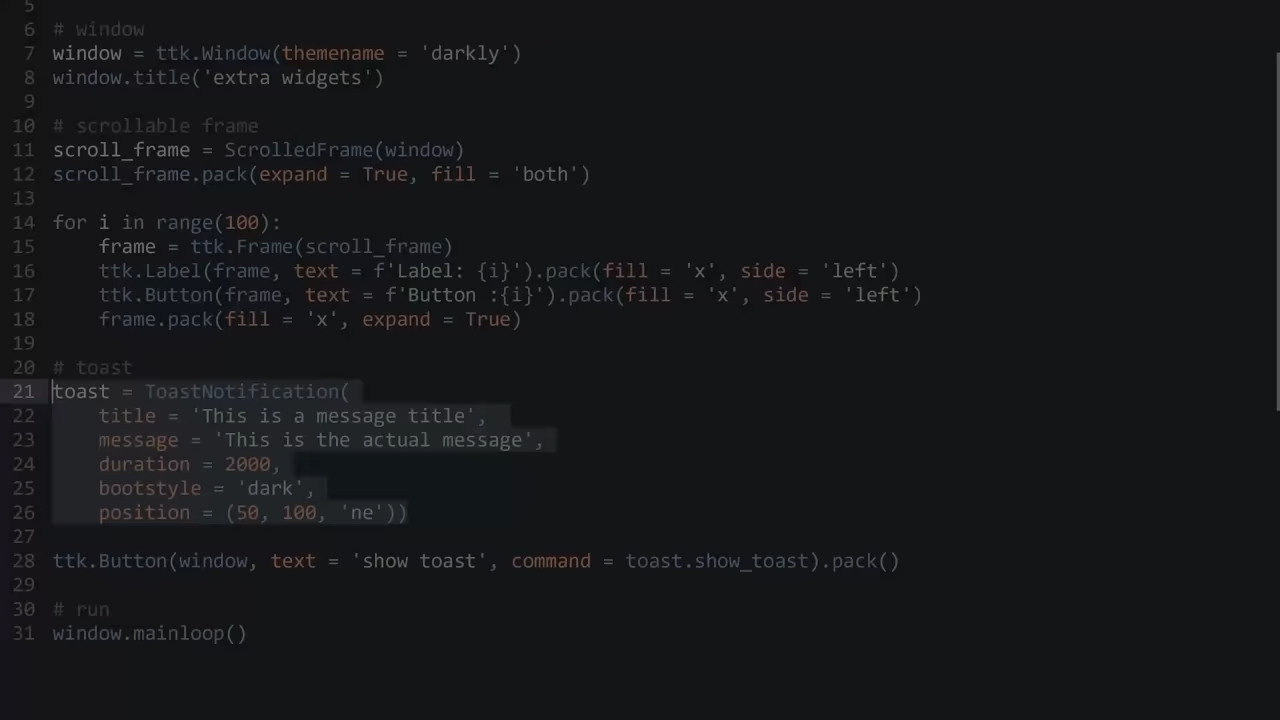 5
6 # window
7 window = ttk.Window(themename = 'darkly')
8 window.title('extra widgets')
9
10 # scrollable frame
11 scroll_frame = ScrolledFrame(window)
12 scroll_frame.pack(expand = True, fill = 'both')
13
14 for i in range(100):
15     frame = ttk.Frame(scroll_frame)
16     ttk.Label(frame, text = f'Label: {i}').pack(fill = 'x', side = 'left')
17     ttk.Button(frame, text = f'Button :{i}').pack(fill = 'x', side = 'left')
18     frame.pack(fill = 'x', expand = True)
19
20 # toast
21 toast = ToastNotification(
22     title = 'This is a message title',
23     message = 'This is the actual message',
24     duration = 2000,
25     bootstyle = 'dark',
26     position = (50, 100, 'ne'))
27
28 ttk.Button(window, text = 'show toast', command = toast.show_toast).pack()
29
30 # run
31 window.mainloop()